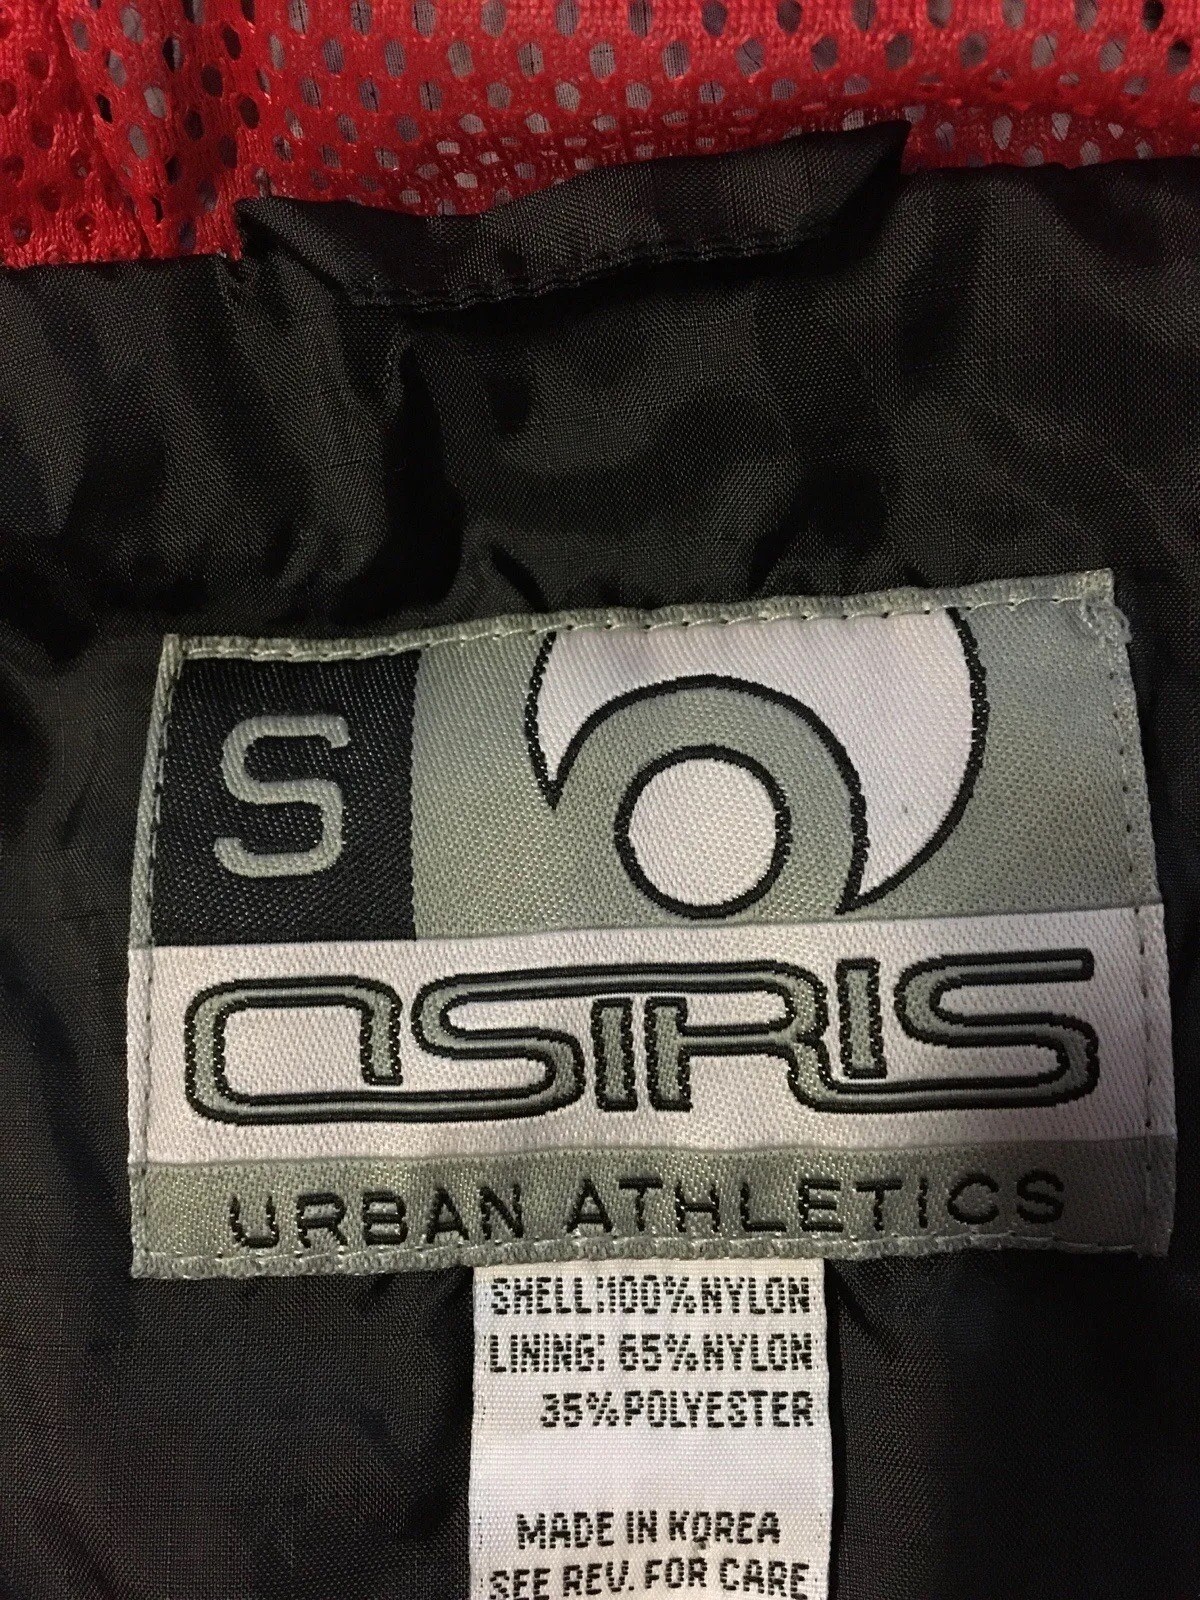 S
OSIRIS
URBAN ATHLETICS
SHELL:100%NYLON
LINING: 65%NYLON
35%POLYESTER
MADE IN KOREA
SEE REV. FOR CARE